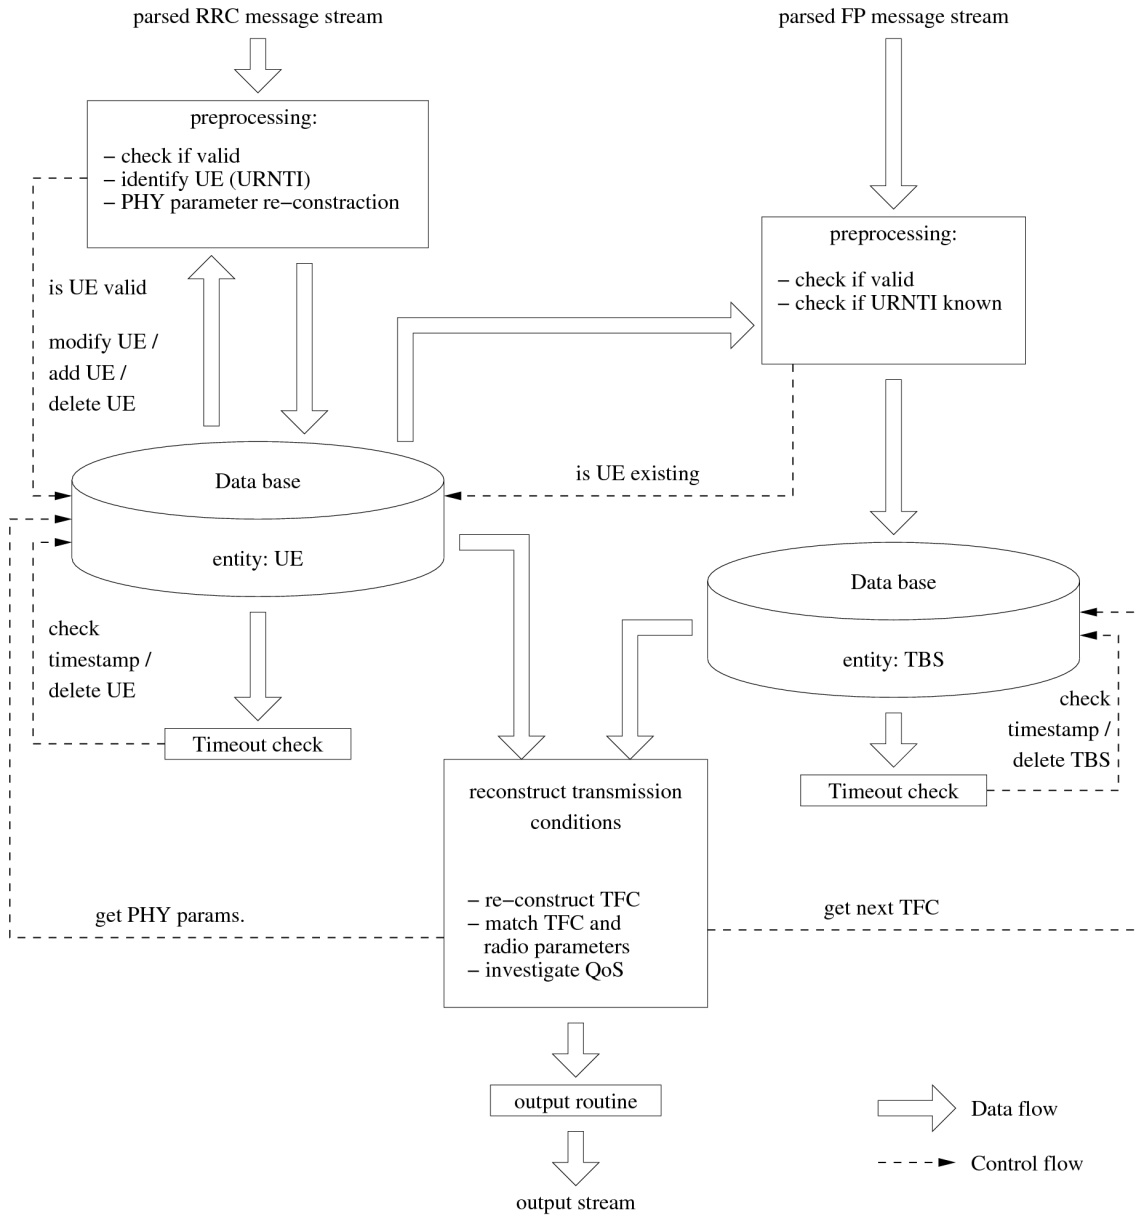 parsed RRC message stream
parsed FP message stream
preprocessing:
− check if valid
− identify UE (URNTI)
− PHY parameter re−constraction
preprocessing:
− check if valid
− check if URNTI known
is UE valid
modify UE /
add UE /
delete UE
is UE existing
Data base
entity: UE
Data base
entity: TBS
check
timestamp /
delete UE
Timeout check
check
timestamp /
delete TBS
Timeout check
reconstruct transmission
conditions
− re−construct TFC
− match TFC and
radio parameters
− investigate QoS
get PHY params.
get next TFC
output routine
output stream
Data flow
Control flow